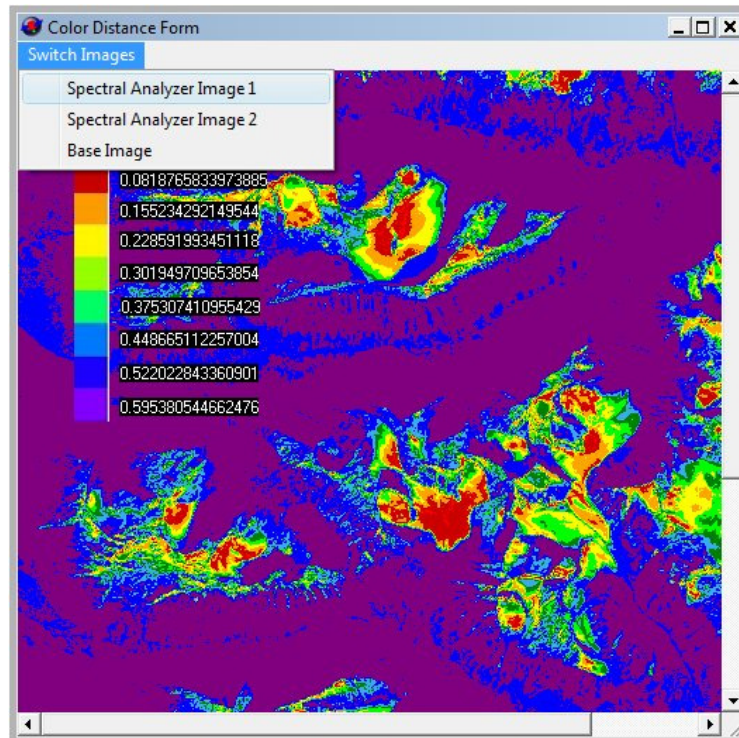 Color Distance Form
Switch Images
Spectral Analyzer Image 1
Spectral Analyzer Image 2
Base Image
0.0818765833973885
0.155234292149544
0.228591993451118
0.301949709653854
0.375307410955429
0.448665112257004
0.522022843360901
0.595380544662476